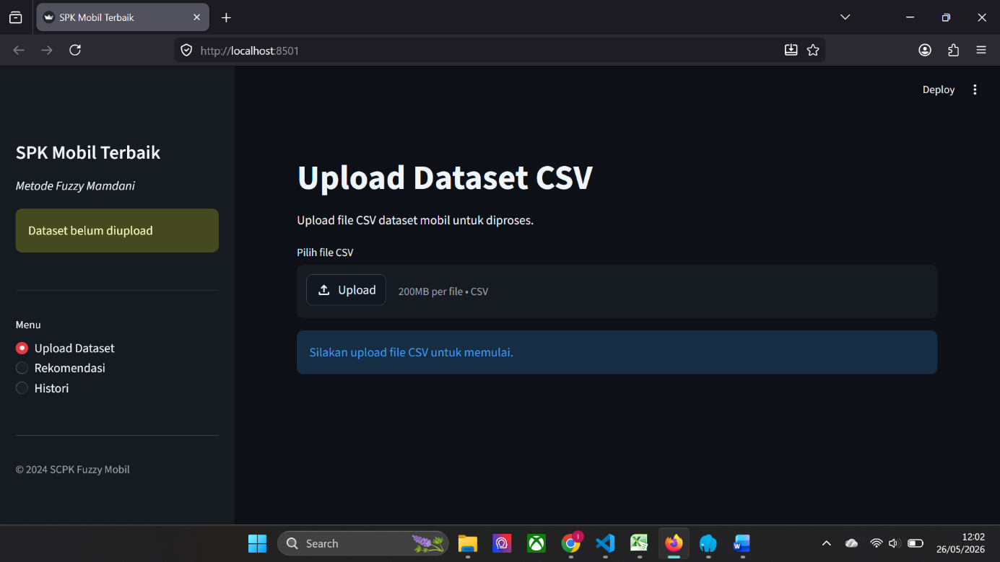 SPK Mobil Terbaik
http://localhost:8501
Deploy
SPK Mobil Terbaik
Metode Fuzzy Mamdani
Dataset belum diupload
Menu
Upload Dataset
Rekomendasi
Histori
© 2024 SCPK Fuzzy Mobil
Upload Dataset CSV
Upload file CSV dataset mobil untuk diproses.
Pilih file CSV
Upload
200MB per file • CSV
Silakan upload file CSV untuk memulai.
Search
12:02
26/05/2026